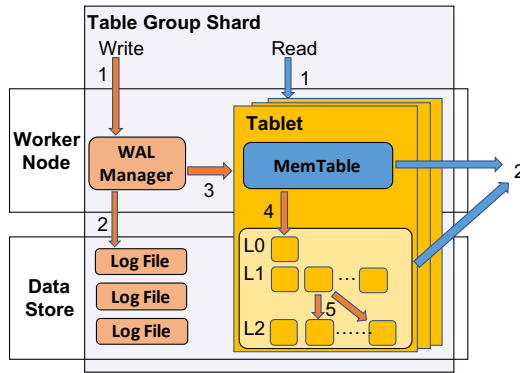 Table Group Shard
Write
Read
1
1
Worker
Node
Tablet
WAL
Manager
MemTable
3
2
2
4
L0
Log File
L1
...
Data
Store
Log File
5
L2
......
Log File